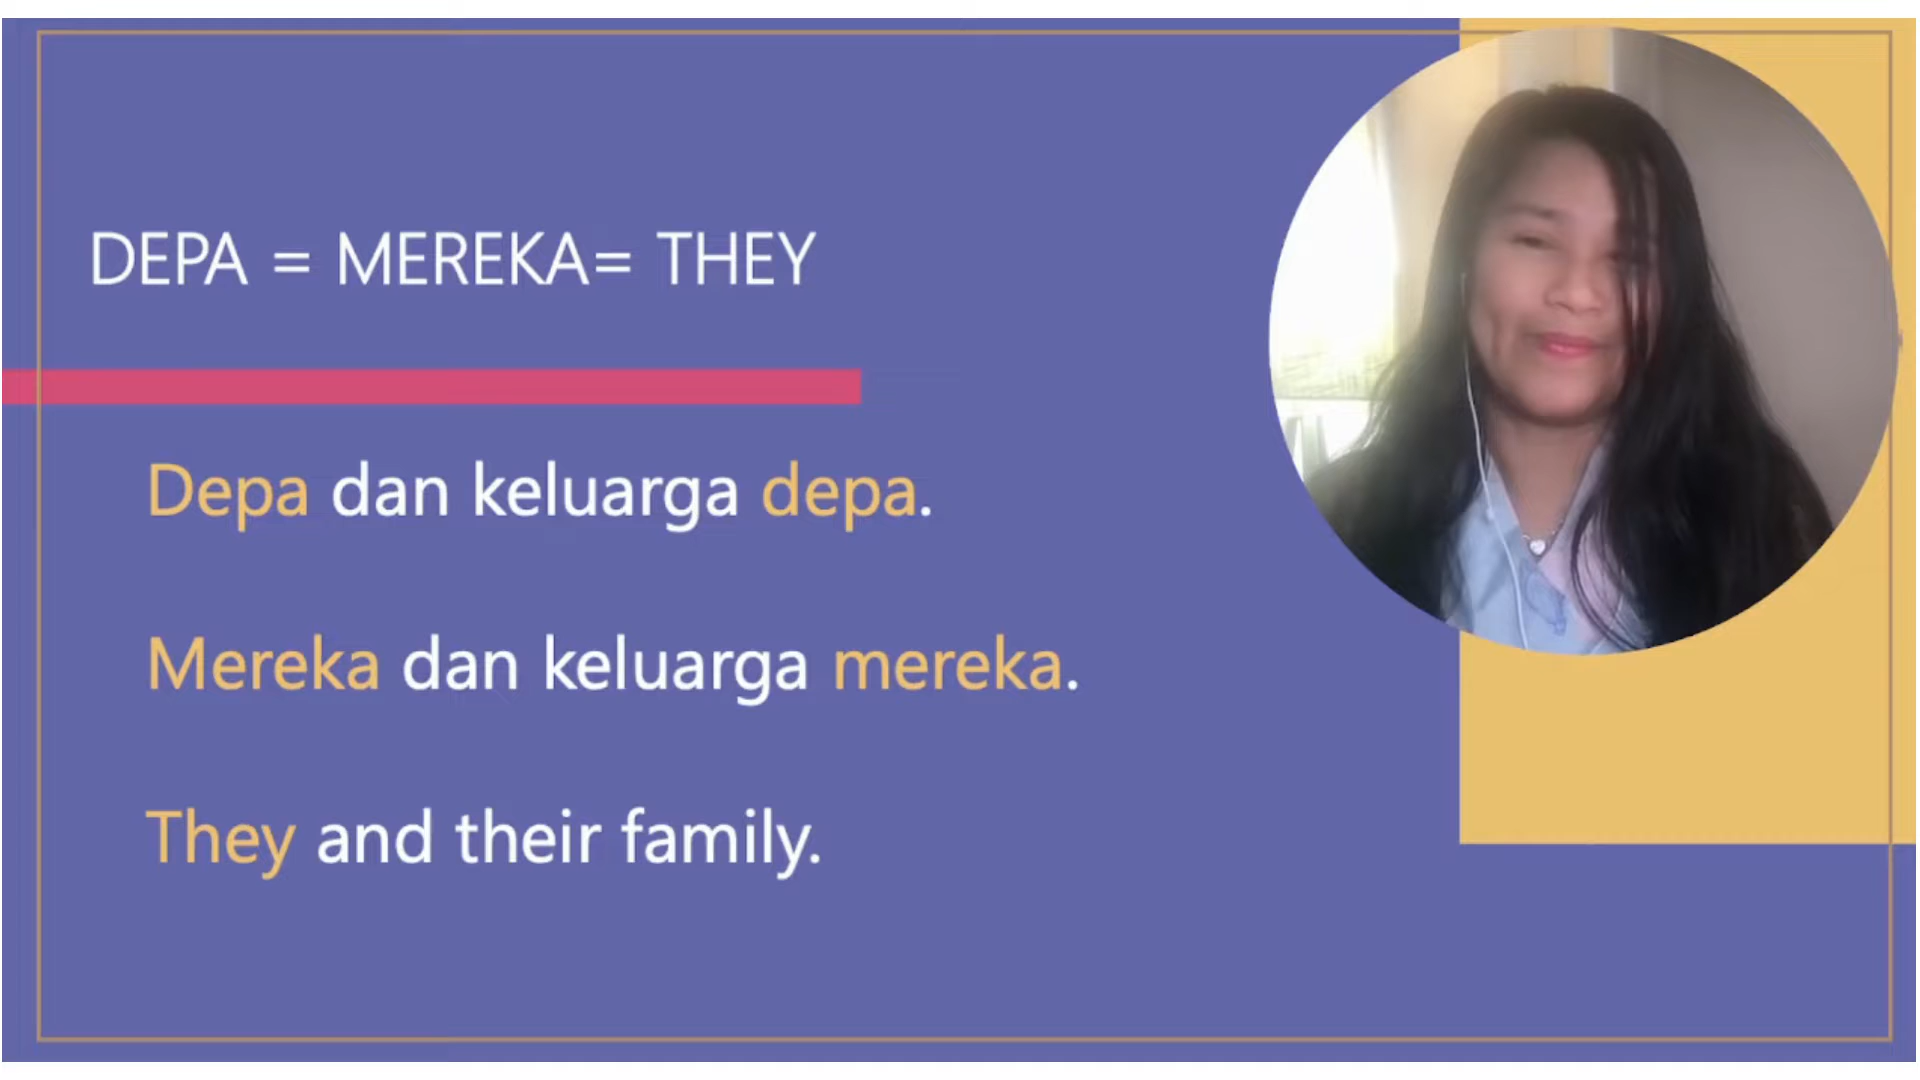 DEPA = MEREKA= THEY
Depa dan keluarga depa.
Mereka dan keluarga mereka.
They and their family.